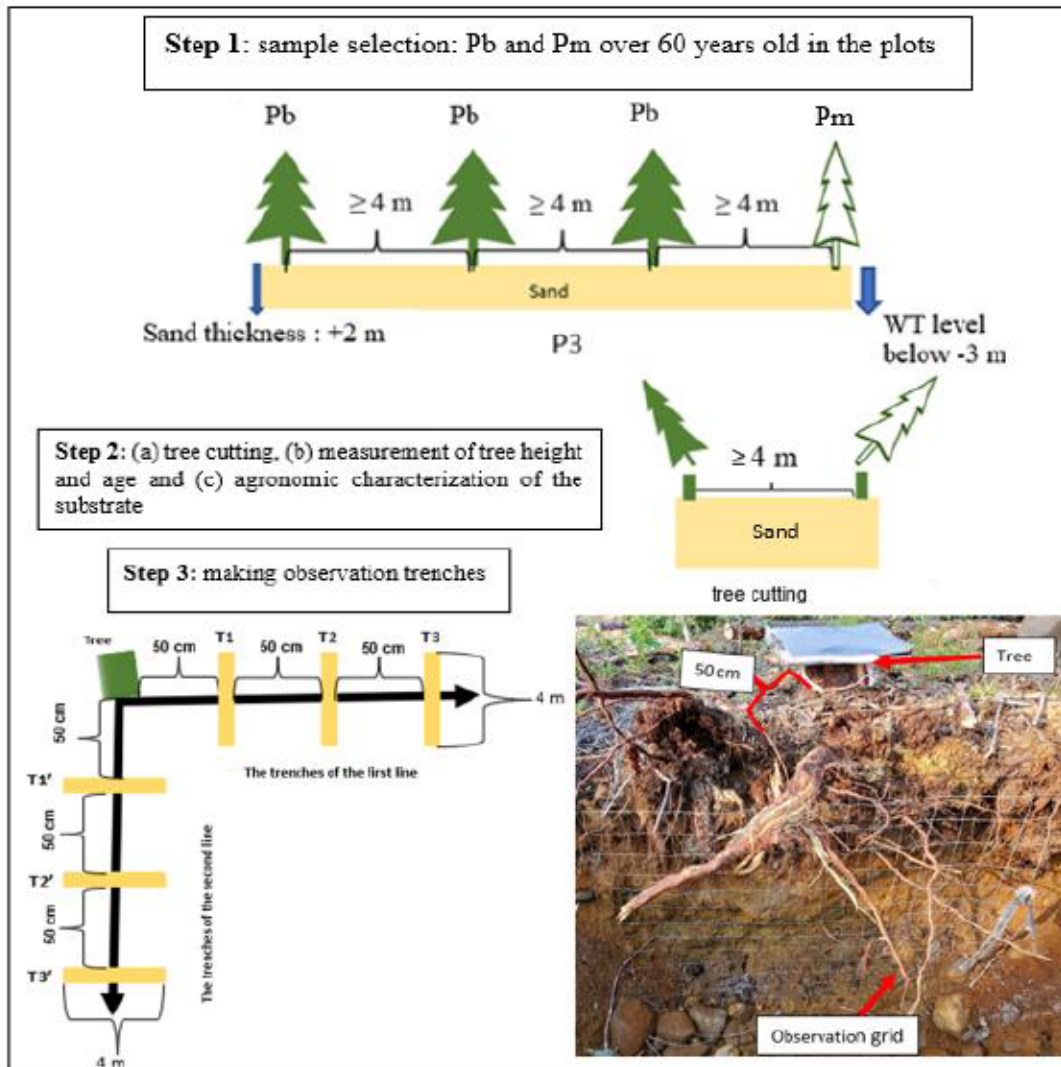 Step 1: sample selection: Pb and Pm over 60 years old in the plots
Pb
Pb
Pb
Pm
≥ 4 m
≥ 4 m
≥ 4 m
Sand
Sand thickness : +2 m
P3
WT level
below -3 m
Step 2: (a) tree cutting, (b) measurement of tree height
and age and (c) agronomic characterization of the
substrate
≥ 4 m
Sand
tree cutting
Step 3: making observation trenches
Tree
50 cm
T1
50 cm
T2
50 cm
T3
4 m
The trenches of the first line
50 cm
T1'
50 cm
T2'
50 cm
T3'
The trenches of the second line
4 m
50 cm
Tree
Observation grid